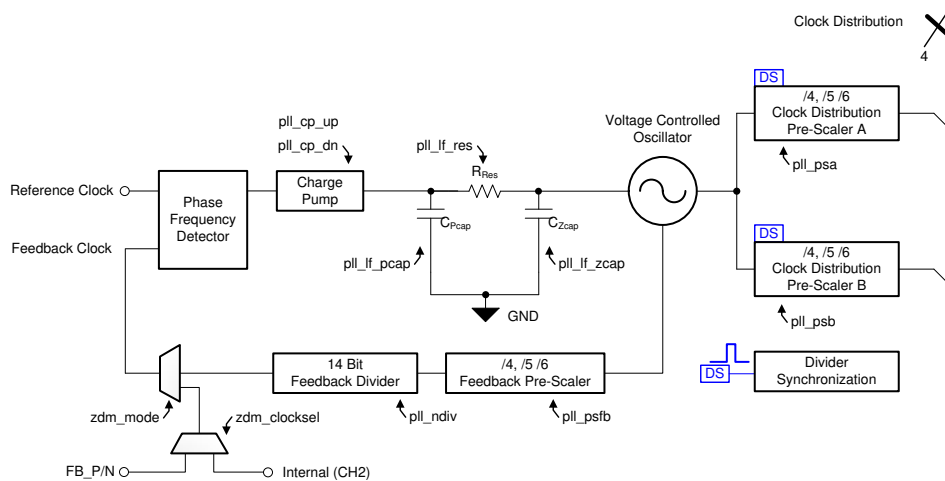 Clock Distribution
4
DS
/4, /5 /6
Clock Distribution
Pre-Scaler A
pll_psa
Voltage Controlled
Oscillator
pll_cp_up
pll_cp_dn
pll_lf_res
RRes
Reference Clock
Phase
Frequency
Detector
Charge
Pump
CPcap
CZcap
Feedback Clock
pll_lf_pcap
pll_lf_zcap
GND
DS
/4, /5 /6
Clock Distribution
Pre-Scaler B
pll_psb
14 Bit
Feedback Divider
/4, /5 /6
Feedback Pre-Scaler
DS
Divider
Synchronization
zdm_mode
zdm_clocksel
pll_ndiv
pll_psfb
FB_P/N
Internal (CH2)